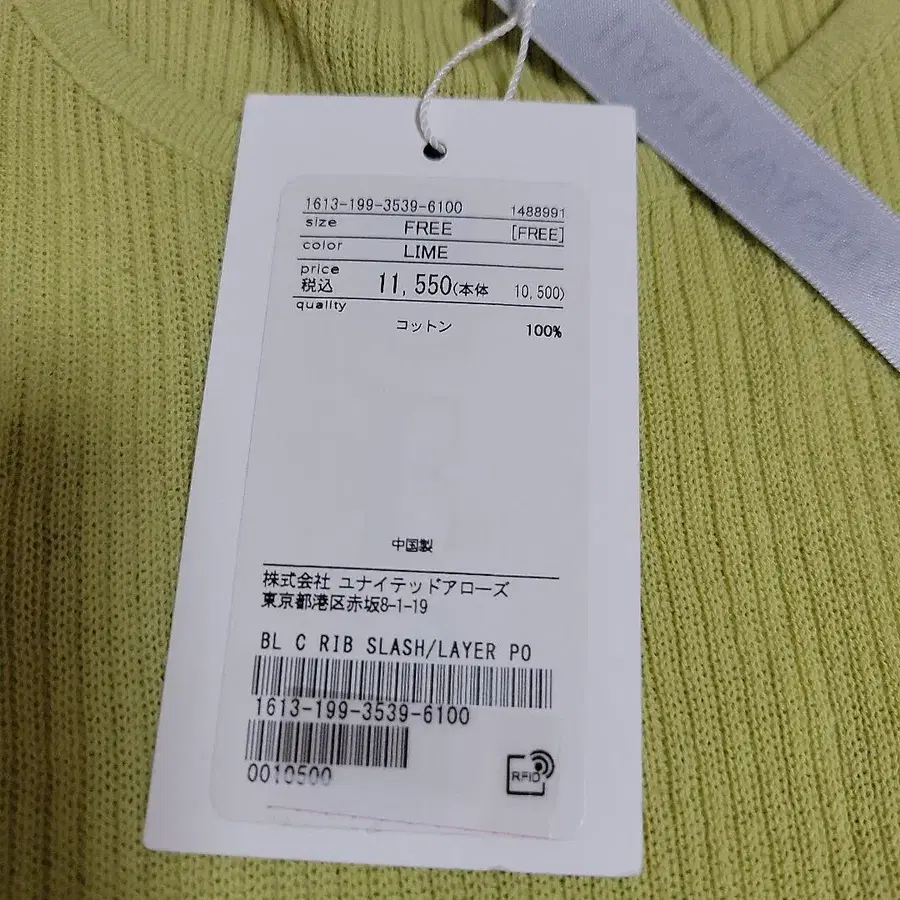 1613-199-3539-6100 1488991
size FREE [FREE]
color LIME
price
税込 11,550(本体 10,500)
quality
コットン 100%
中国製
株式会社 ユナイテッドアローズ
東京都港区赤坂8-1-19
BL C RIB SLASH/LAYER PO
1613-199-3539-6100
0010500
RFID